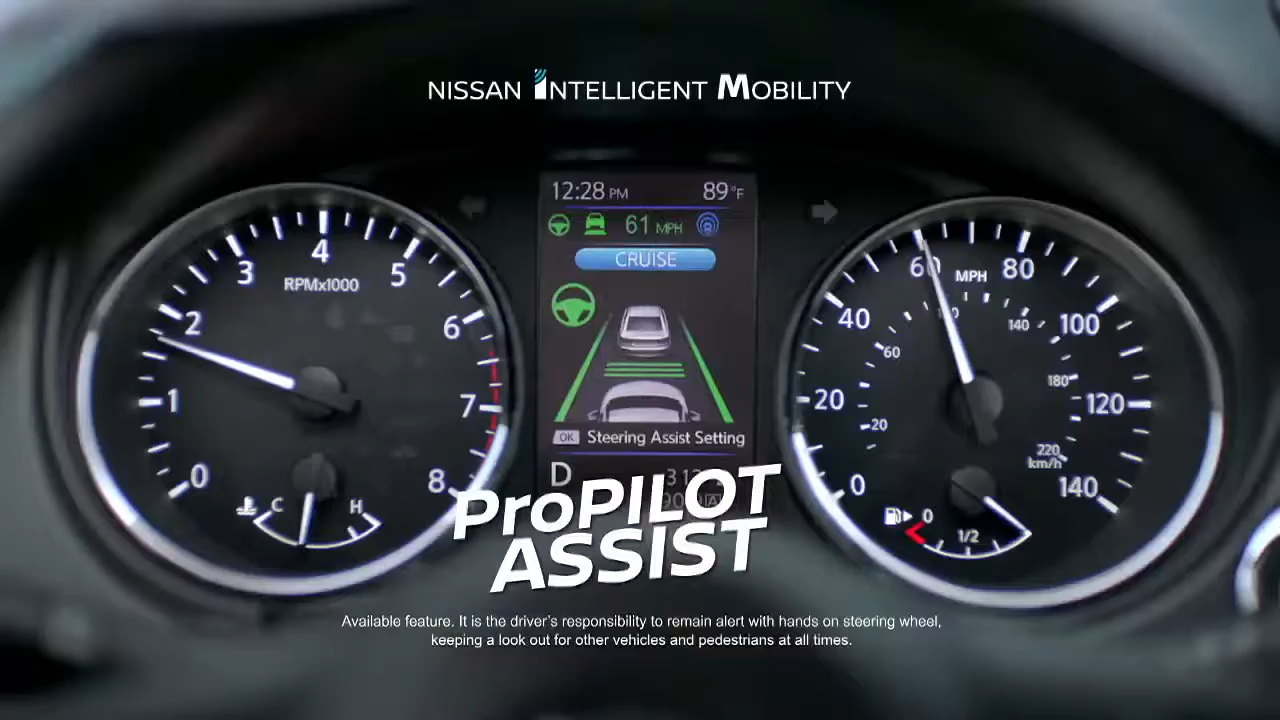 NISSAN INTELLIGENT MOBILITY
12:28 PM 89°F
61 MPH
CRUISE
OK Steering Assist Setting
D
ProPILOT
ASSIST
RPMx1000
0
1
2
3
4
5
6
7
8
C H
MPH
0
20
40
60
80
100
120
140
20
60
140
180
220
km/h
0 1/2
Available feature. It is the driver's responsibility to remain alert with hands on steering wheel,
keeping a look out for other vehicles and pedestrians at all times.